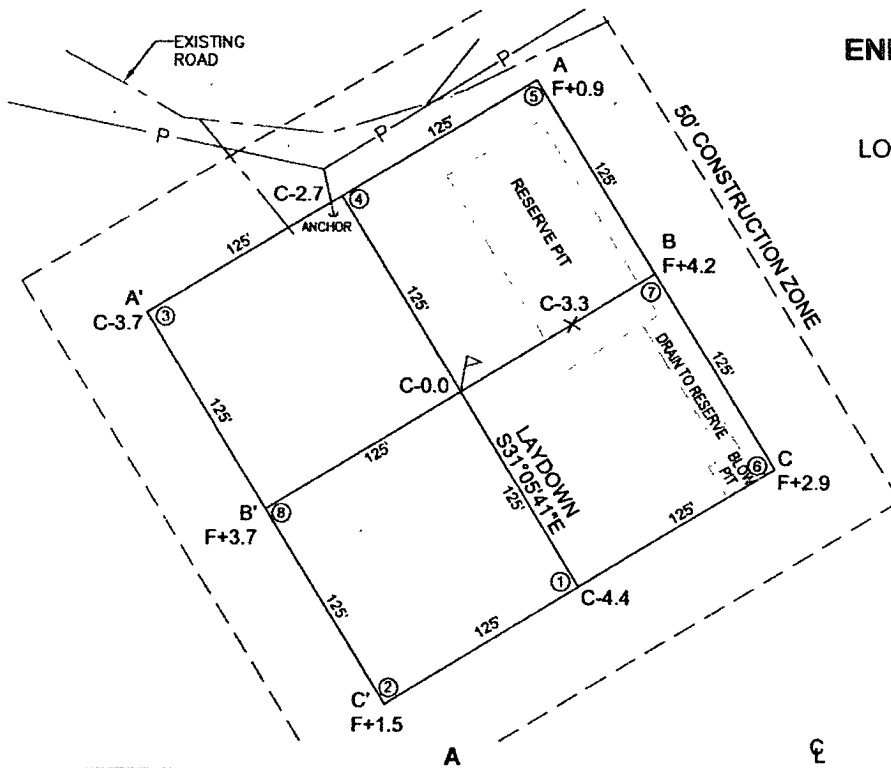 EXISTING
ROAD
P
P
P
A
F+0.9
5
125'
50' CONSTRUCTION ZONE
C-2.7
4
ANCHOR
125'
RESERVE PIT
125'
A'
C-3.7
3
125'
B
F+4.2
7
C-3.3
C-0.0
125'
125'
DRAIN TO RESERVE
125'
LAYDOWN
S31°05'41"E
125'
125'
BLOW
PIT
6
C
F+2.9
B'
F+3.7
8
125'
125'
1
C-4.4
125'
C'
F+1.5
2
A
℄
LO